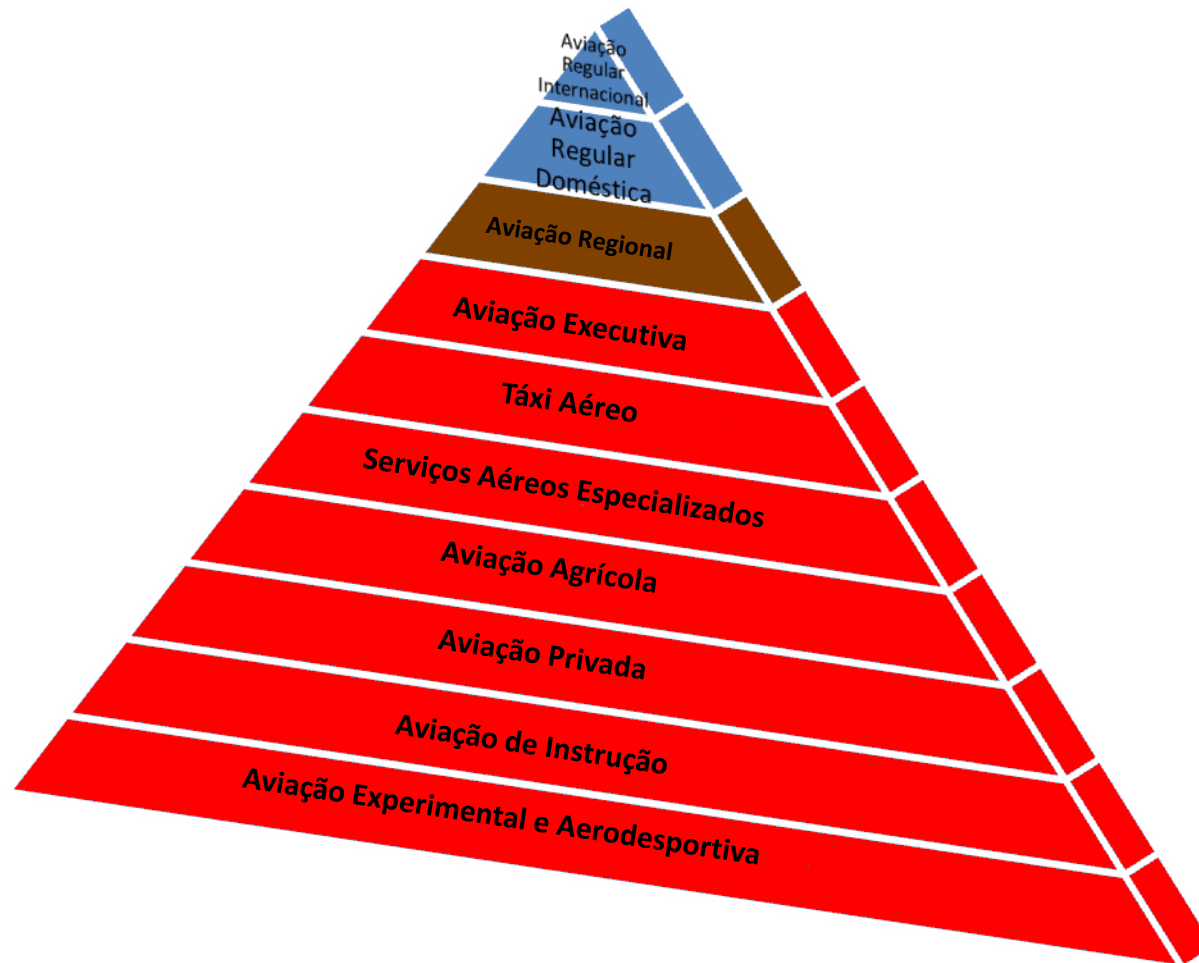 Aviação
Regular
Internacional
Aviação
Regular
Doméstica
Aviação Regional
Aviação Executiva
Táxi Aéreo
Serviços Aéreos Especializados
Aviação Agrícola
Aviação Privada
Aviação de Instrução
Aviação Experimental e Aerodesportiva